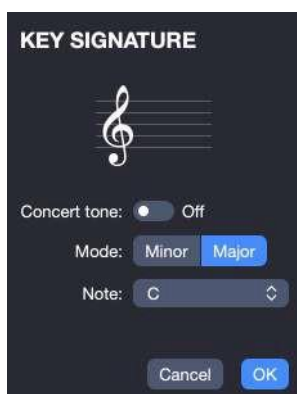 KEY SIGNATURE
Concert tone: Off
Mode: Minor Major
Note: C
Cancel OK